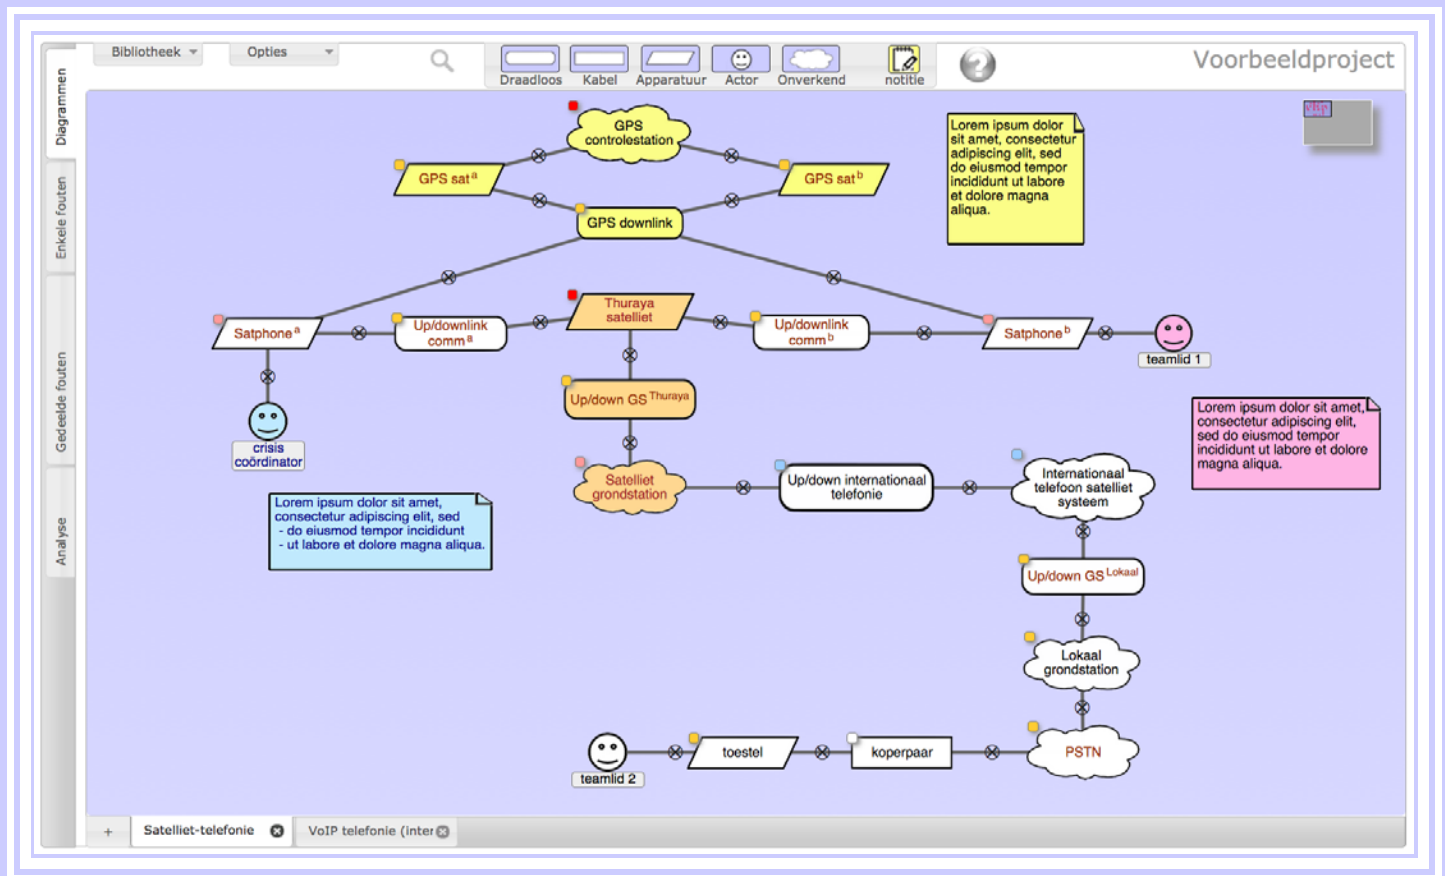 Bibliotheek
Opties
Draadloos
Kabel
Apparatuur
Actor
Onverkend
notitie
?
Voorbeeldproject
Diagrammen
Enkele fouten
Gedeelde fouten
Analyse
GPS
controlestation
GPS sat a
GPS sat b
GPS downlink
Lorem ipsum dolor
sit amet, consectetur
adipiscing elit, sed
do eiusmod tempor
incididunt ut labore
et dolore magna
aliqua.
Satphone a
Up/downlink
comm a
Thuraya
satelliet
Up/downlink
comm b
Satphone b
teamlid 1
Up/down GS Thuraya
crisis
coördinator
Lorem ipsum dolor sit amet,
consectetur adipiscing elit,
sed do eiusmod tempor
incididunt ut labore et dolore
magna aliqua.
Satelliet
grondstation
Up/down internationaal
telefonie
Internationaal
telefoon satelliet
systeem
Lorem ipsum dolor sit amet,
consectetur adipiscing elit, sed
- do eiusmod tempor incididunt
- ut labore et dolore magna aliqua.
Up/down GS Lokaal
Lokaal
grondstation
teamlid 2
toestel
koperpaar
PSTN
+
Satelliet-telefonie
VoIP telefonie (inter